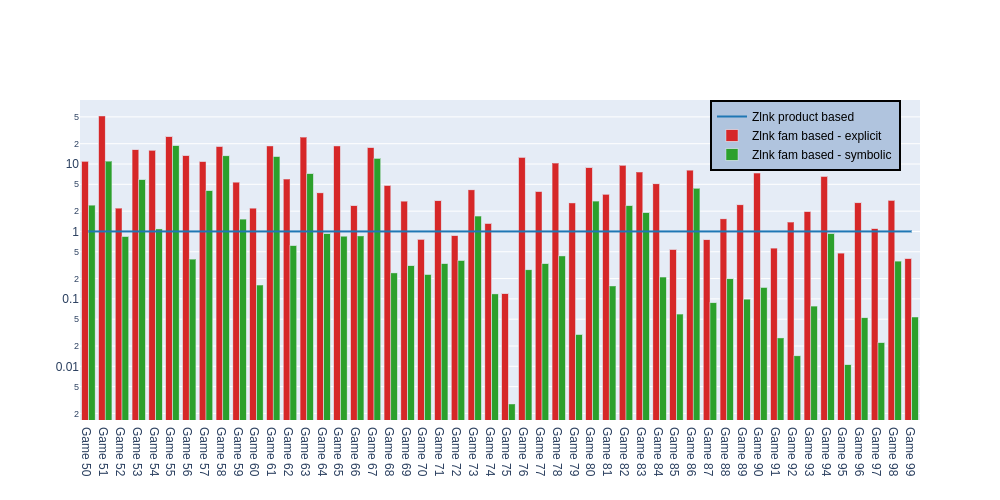 Zlnk product based
Zlnk fam based - explicit
Zlnk fam based - symbolic
5
2
10
5
2
1
5
2
0.1
5
2
0.01
5
2
Game 50
Game 51
Game 52
Game 53
Game 54
Game 55
Game 56
Game 57
Game 58
Game 59
Game 60
Game 61
Game 62
Game 63
Game 64
Game 65
Game 66
Game 67
Game 68
Game 69
Game 70
Game 71
Game 72
Game 73
Game 74
Game 75
Game 76
Game 77
Game 78
Game 79
Game 80
Game 81
Game 82
Game 83
Game 84
Game 85
Game 86
Game 87
Game 88
Game 89
Game 90
Game 91
Game 92
Game 93
Game 94
Game 95
Game 96
Game 97
Game 98
Game 99